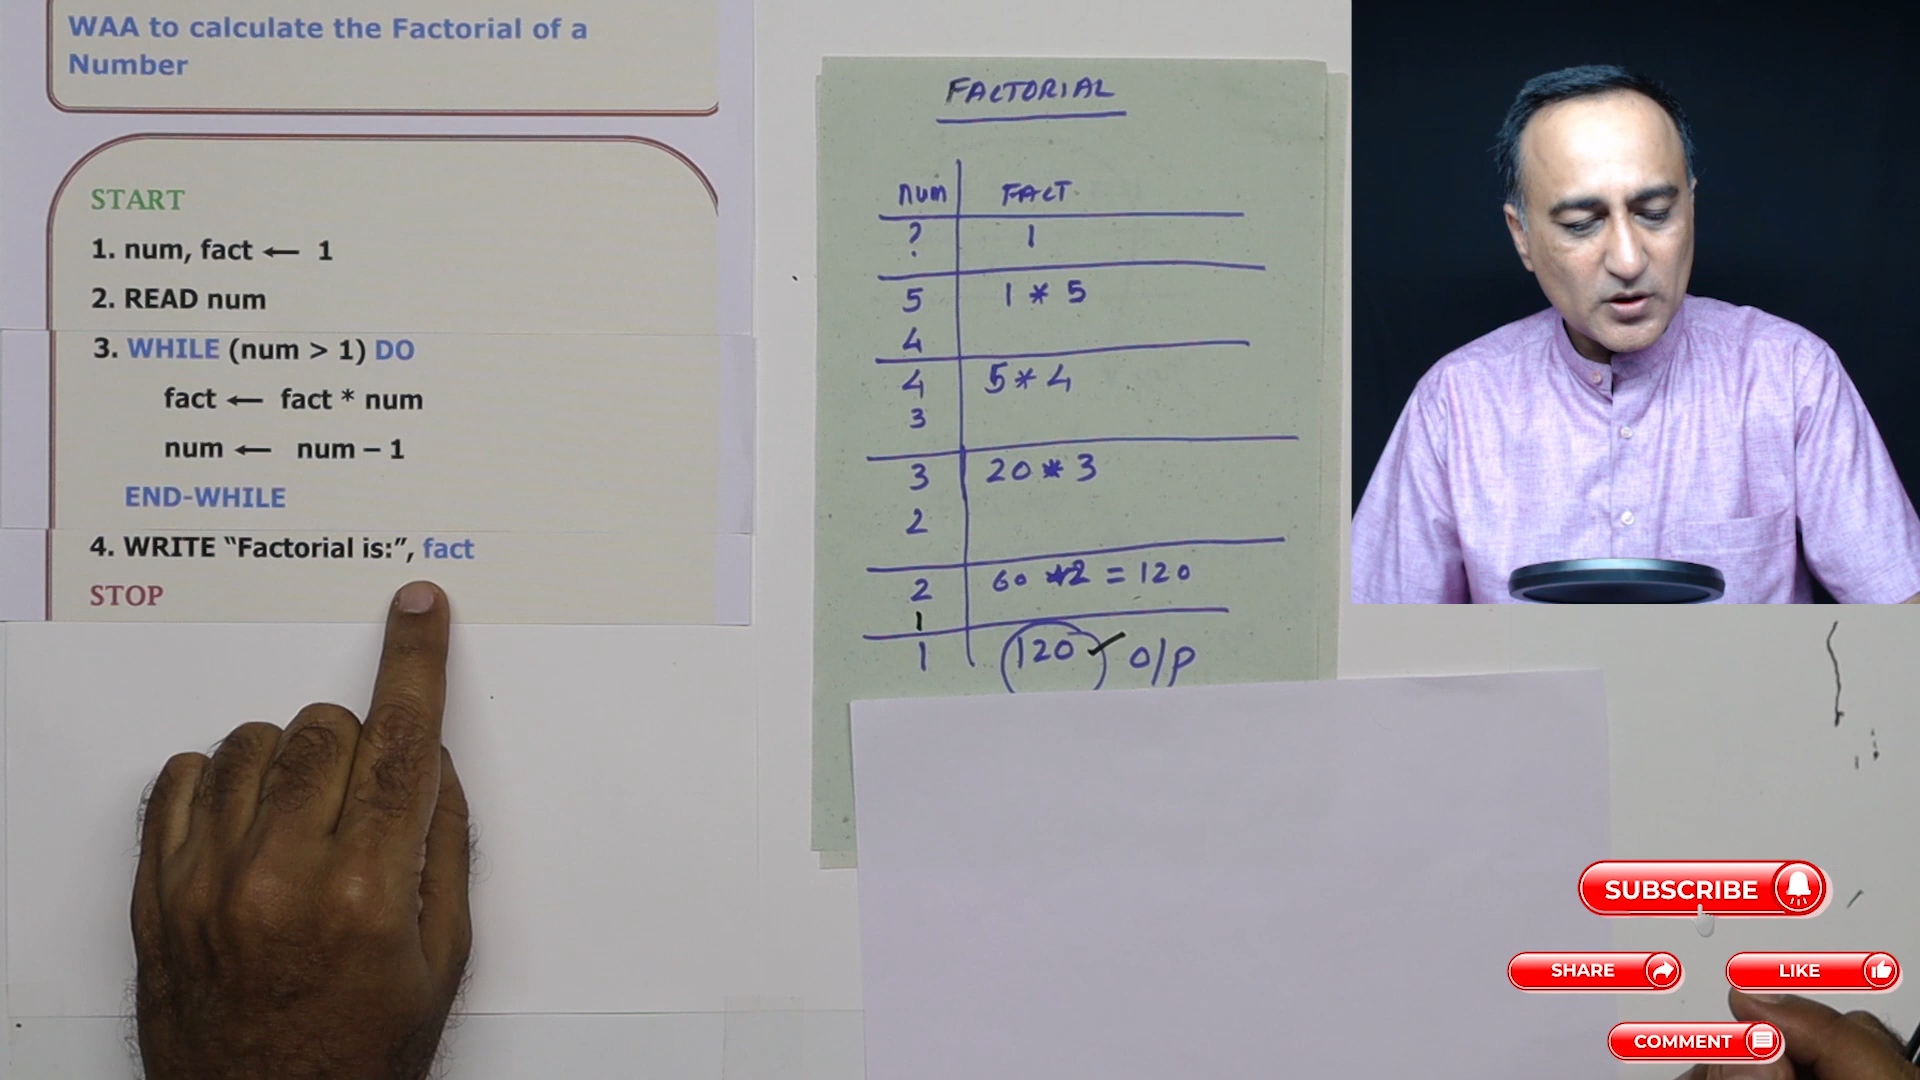 WAA to calculate the Factorial of a
Number
START
1. num, fact ← 1
2. READ num
3. WHILE (num > 1) DO
fact ← fact * num
num ← num – 1
END-WHILE
4. WRITE “Factorial is:”, fact
STOP
FACTORIAL
num FACT.
? 1
5 1 * 5
4
4 5 * 4
3
3 20 * 3
2
2 60 * 2 = 120
1
1 120 ✓ O/P
SUBSCRIBE
SHARE LIKE
COMMENT